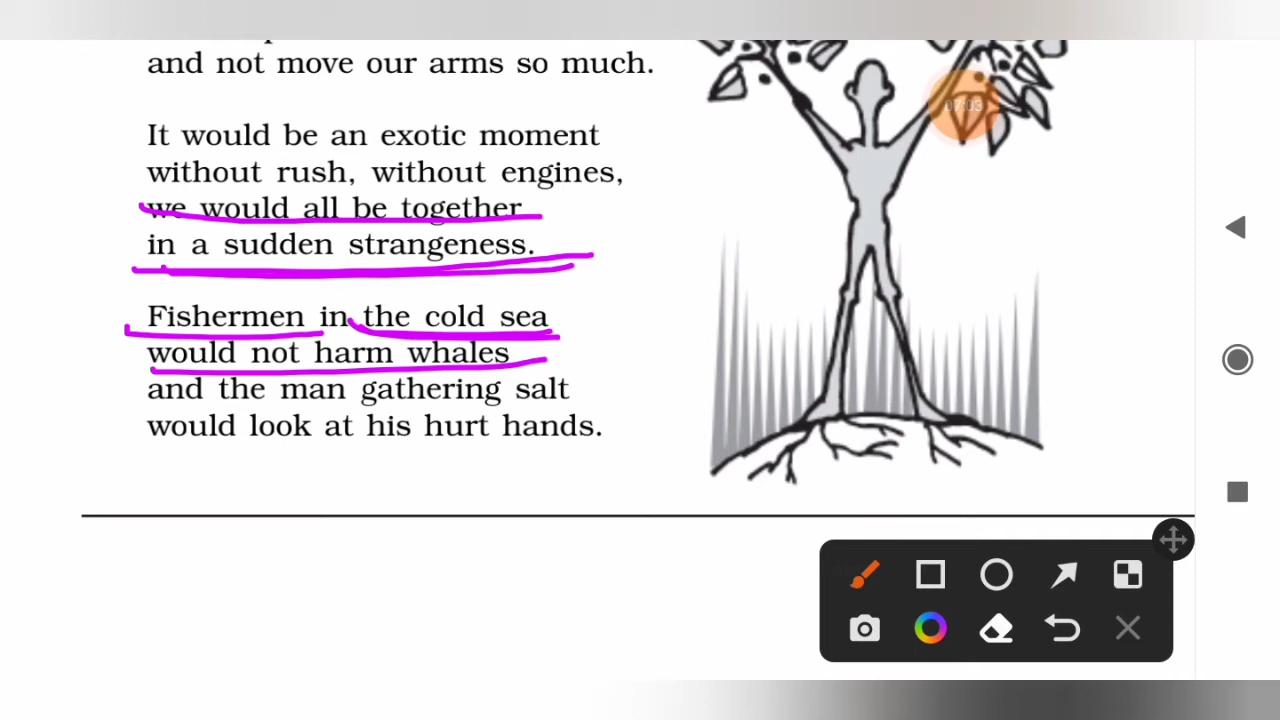 and not move our arms so much.
It would be an exotic moment
without rush, without engines,
we would all be together
in a sudden strangeness.
Fishermen in the cold sea
would not harm whales
and the man gathering salt
would look at his hurt hands.
07:03